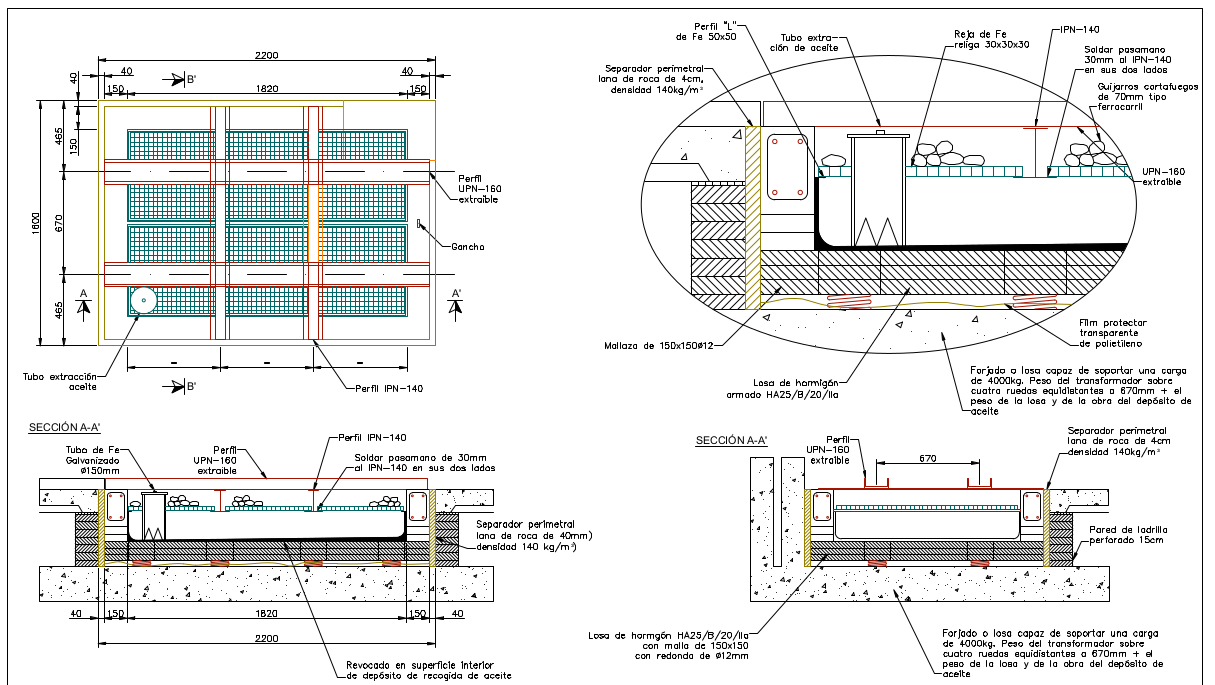 2200
40
40
B'
150
1820
150
40
465
150
1600
670
465
Perfil
UPN-160
extraíble
Gancho
A
A'
Tubo extracción
aceite
B'
Perfil IPN-140
Perfil "L"
de Fe 50x50
Tubo extra-
ción de aceite
Reja de Fe
religa 30x30x30
IPN-140
Soldar pasamano
30mm al IPN-140
en sus dos lados
Separador perimetral
lana de roca de 4cm,
densidad 140kg/m³
Guijarros cortafuegos
de 70mm tipo
ferrocarril
UPN-160
extraible
Film protector
transparente
de polietileno
Mallaza de 150x150ø12
Losa de hormigón
armado HA25/B/20/IIa
Forjado o losa capaz de soportar una carga
de 4000kg. Peso del transformador sobre
cuatro ruedas equidistantes a 670mm + el
peso de la losa y de la obra del depósito de
aceite
SECCIÓN A-A'
Tubo de Fe
Galvanizado
Ø150mm
Perfil
UPN-160
extraible
Perfil IPN-140
Soldar pasamano de 30mm
al IPN-140 en sus dos lados
Separador perimetral
lana de roca de 40mm)
densidad 140 kg/m³)
40
150
1820
150
40
2200
Revocado en superficie interior
de depósito de recogida de aceite
SECCIÓN A-A'
Perfil
UPN-160
extraible
670
Separador perimetral
lana de roca de 4cm
densidad 140kg/m³
Pared de ladrillo
perforado 15cm
Losa de hormgón HA25/B/20/IIa
con malla de 150x150
con redonda de Ø12mm
Forjado o losa capaz de soportar una carga
de 4000kg. Peso del transformador sobre
cuatro ruedas equidistantes a 670mm + el
peso de la losa y de la obra del depósito de
aceite